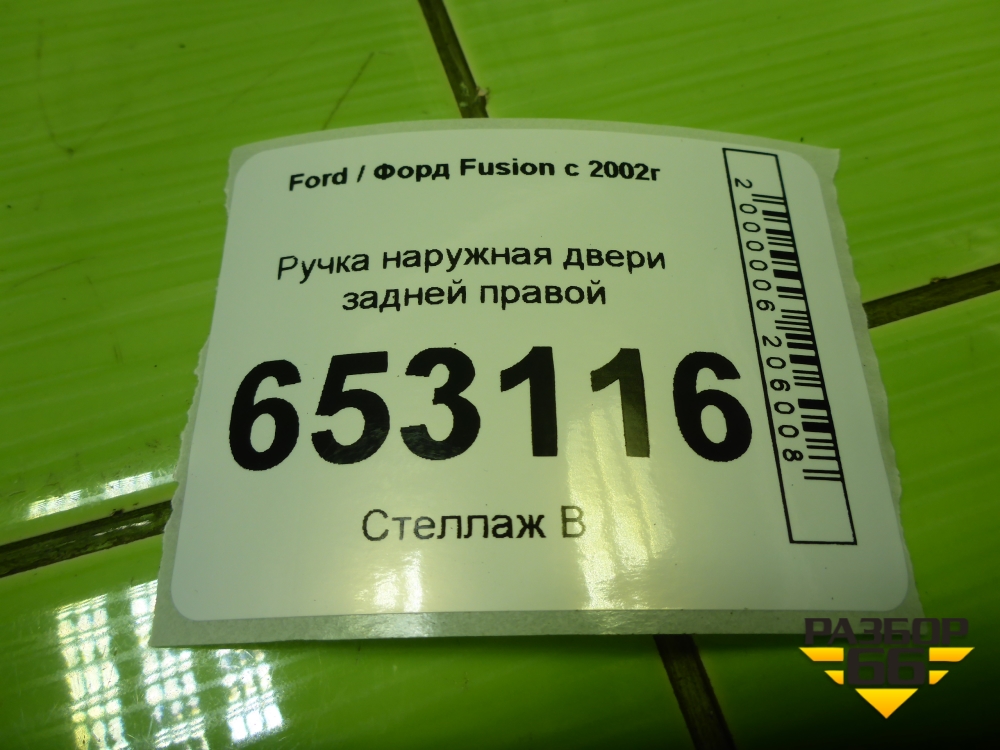 Ford / Форд Fusion с 2002г
Ручка наружная двери
задней правой
653116
Стеллаж В
2000006206008
РАЗБОР
66